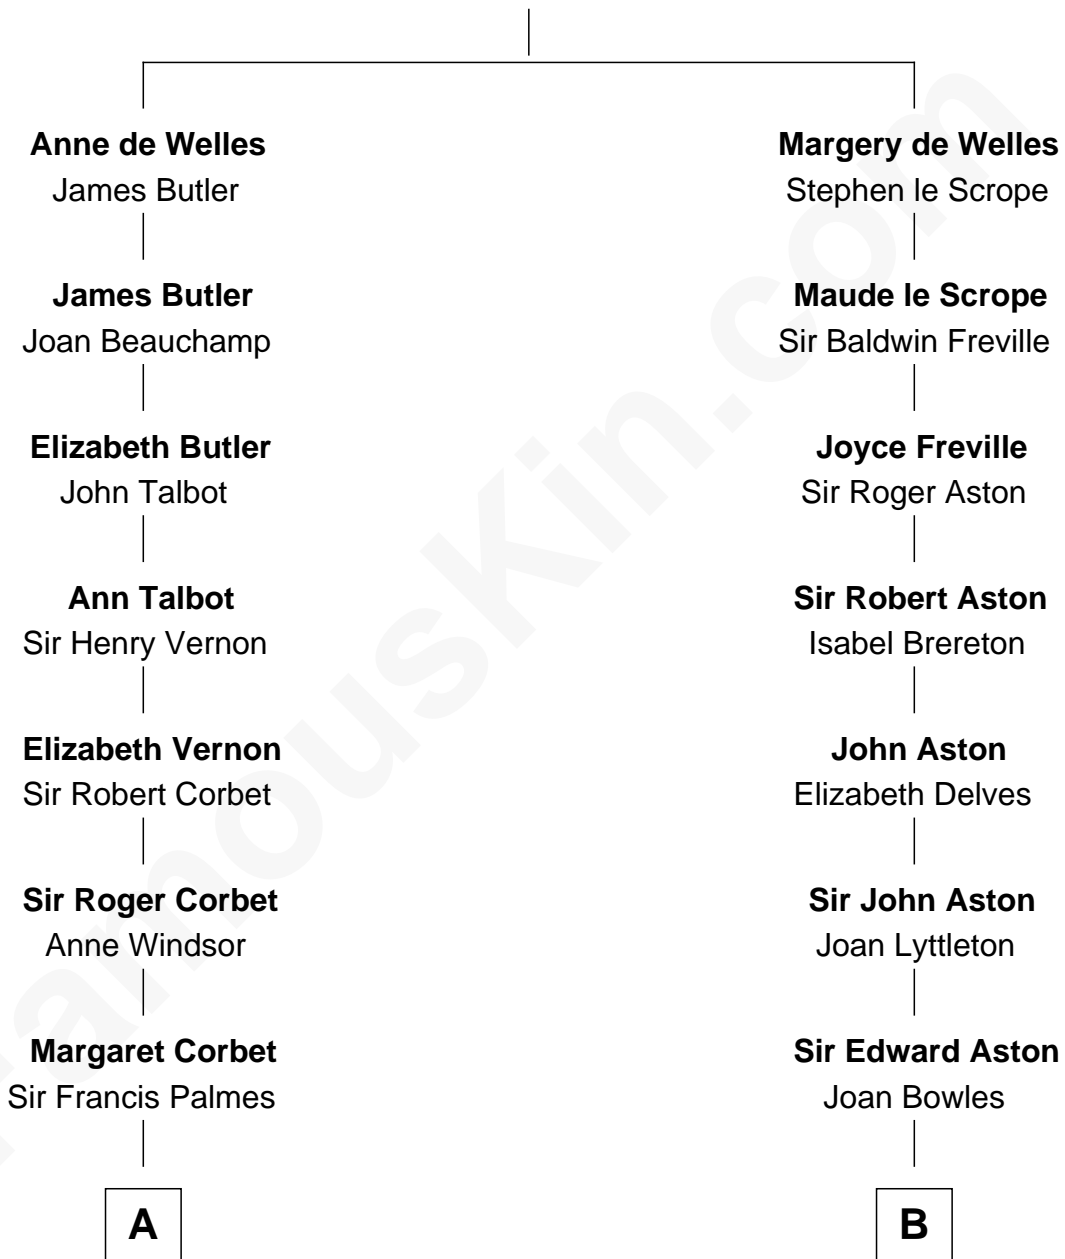 Anne de Welles
James Butler
James Butler
Joan Beauchamp
Elizabeth Butler
John Talbot
Ann Talbot
Sir Henry Vernon
Elizabeth Vernon
Sir Robert Corbet
Sir Roger Corbet
Anne Windsor
Margaret Corbet
Sir Francis Palmes
A
Margery de Welles
Stephen le Scrope
Maude le Scrope
Sir Baldwin Freville
Joyce Freville
Sir Roger Aston
Sir Robert Aston
Isabel Brereton
John Aston
Elizabeth Delves
Sir John Aston
Joan Lyttleton
Sir Edward Aston
Joan Bowles
B
FamousKin.com